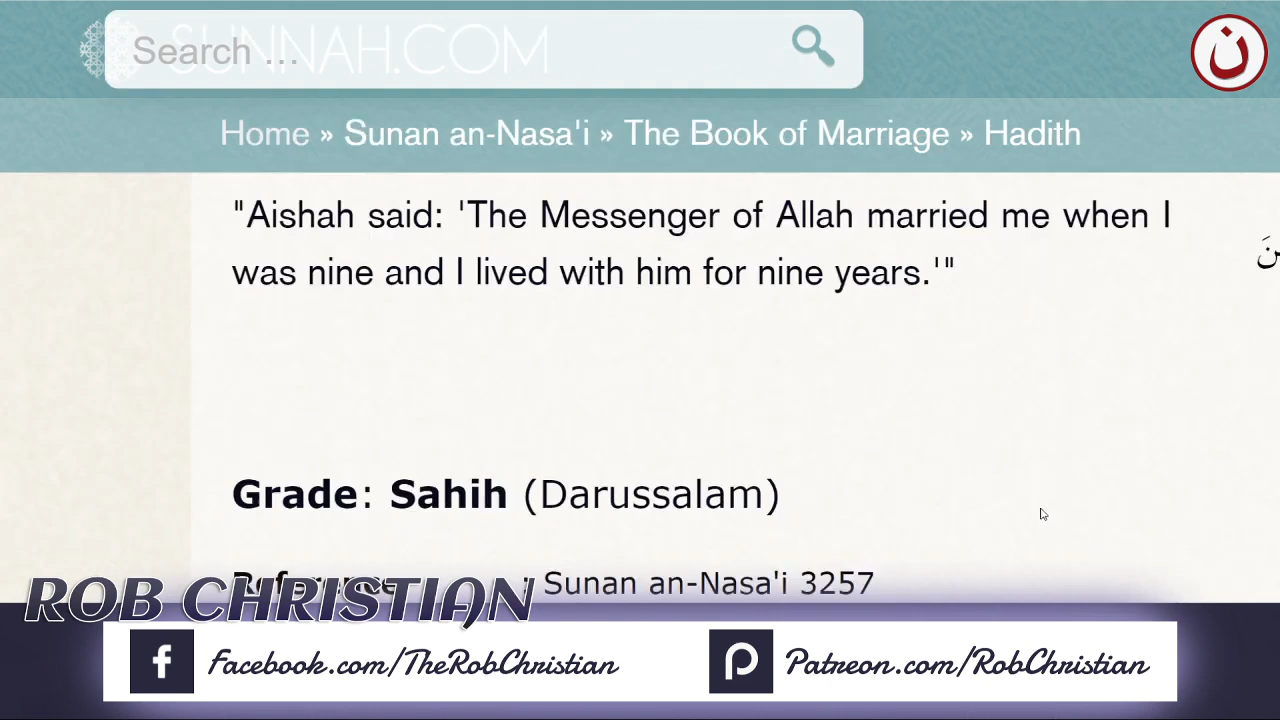 SUNNAH.COM
Search ...
ن
Home » Sunan an-Nasa'i » The Book of Marriage » Hadith
"Aishah said: 'The Messenger of Allah married me when I
was nine and I lived with him for nine years.'"
Grade: Sahih (Darussalam)
Reference : Sunan an-Nasa'i 3257
ROB CHRISTIAN
Facebook.com/TheRobChristian
Patreon.com/RobChristian